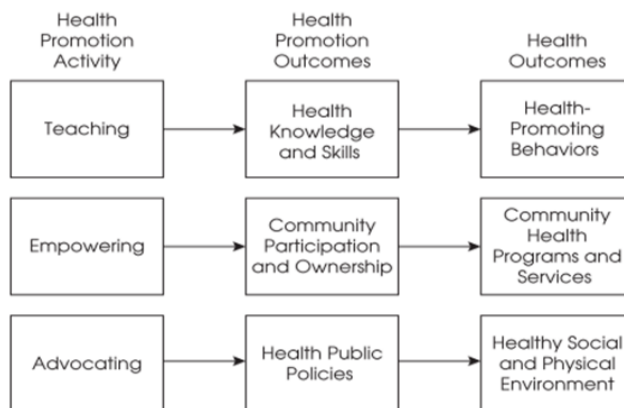 Health
Promotion
Activity
Health
Promotion
Outcomes
Health
Outcomes
Teaching
Health
Knowledge
and Skills
Health-
Promoting
Behaviors
Empowering
Community
Participation
and Ownership
Community
Health
Programs and
Services
Advocating
Health Public
Policies
Healthy Social
and Physical
Environment